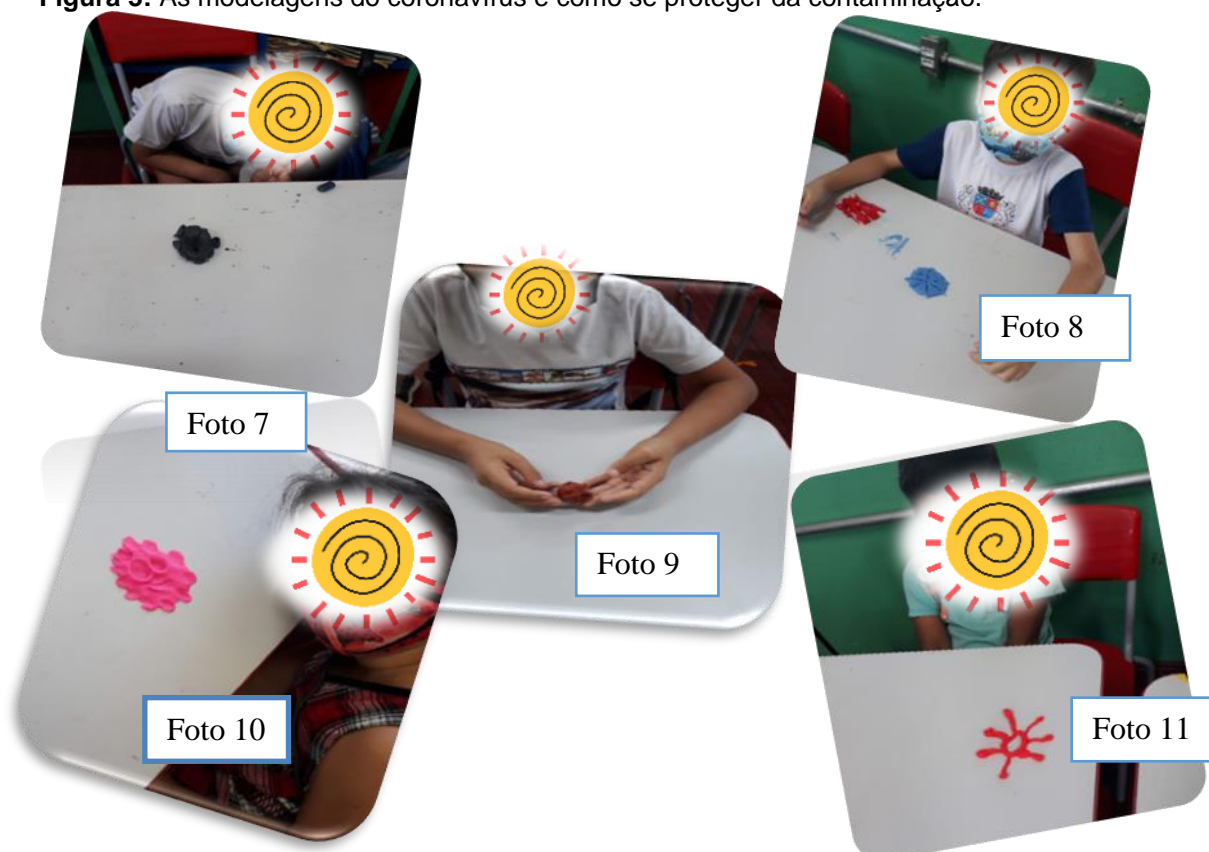 Figura 3: As modelagens do coronavírus e como se proteger da contaminação.
Foto 8
Foto 7
Foto 9
Foto 10
Foto 11